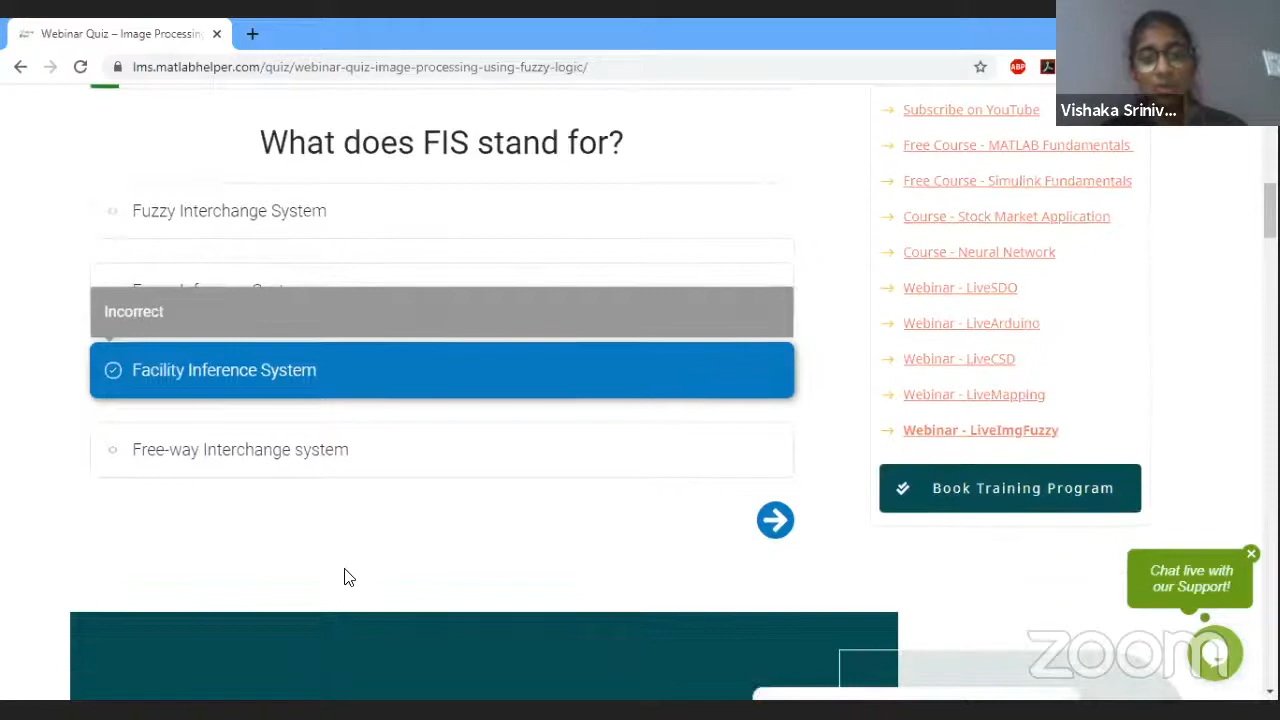 Webinar Quiz – Image Processing
lms.matlabhelper.com/quiz/webinar-quiz-image-processing-using-fuzzy-logic/
ABP
Vishaka Sriniv...
What does FIS stand for?
Fuzzy Interchange System
Incorrect
Facility Inference System
Free-way Interchange system
Subscribe on YouTube
Free Course - MATLAB Fundamentals
Free Course - Simulink Fundamentals
Course - Stock Market Application
Course - Neural Network
Webinar - LiveSDO
Webinar - LiveArduino
Webinar - LiveCSD
Webinar - LiveMapping
Webinar - LiveImgFuzzy
Book Training Program
Chat live with
our Support!
zoom